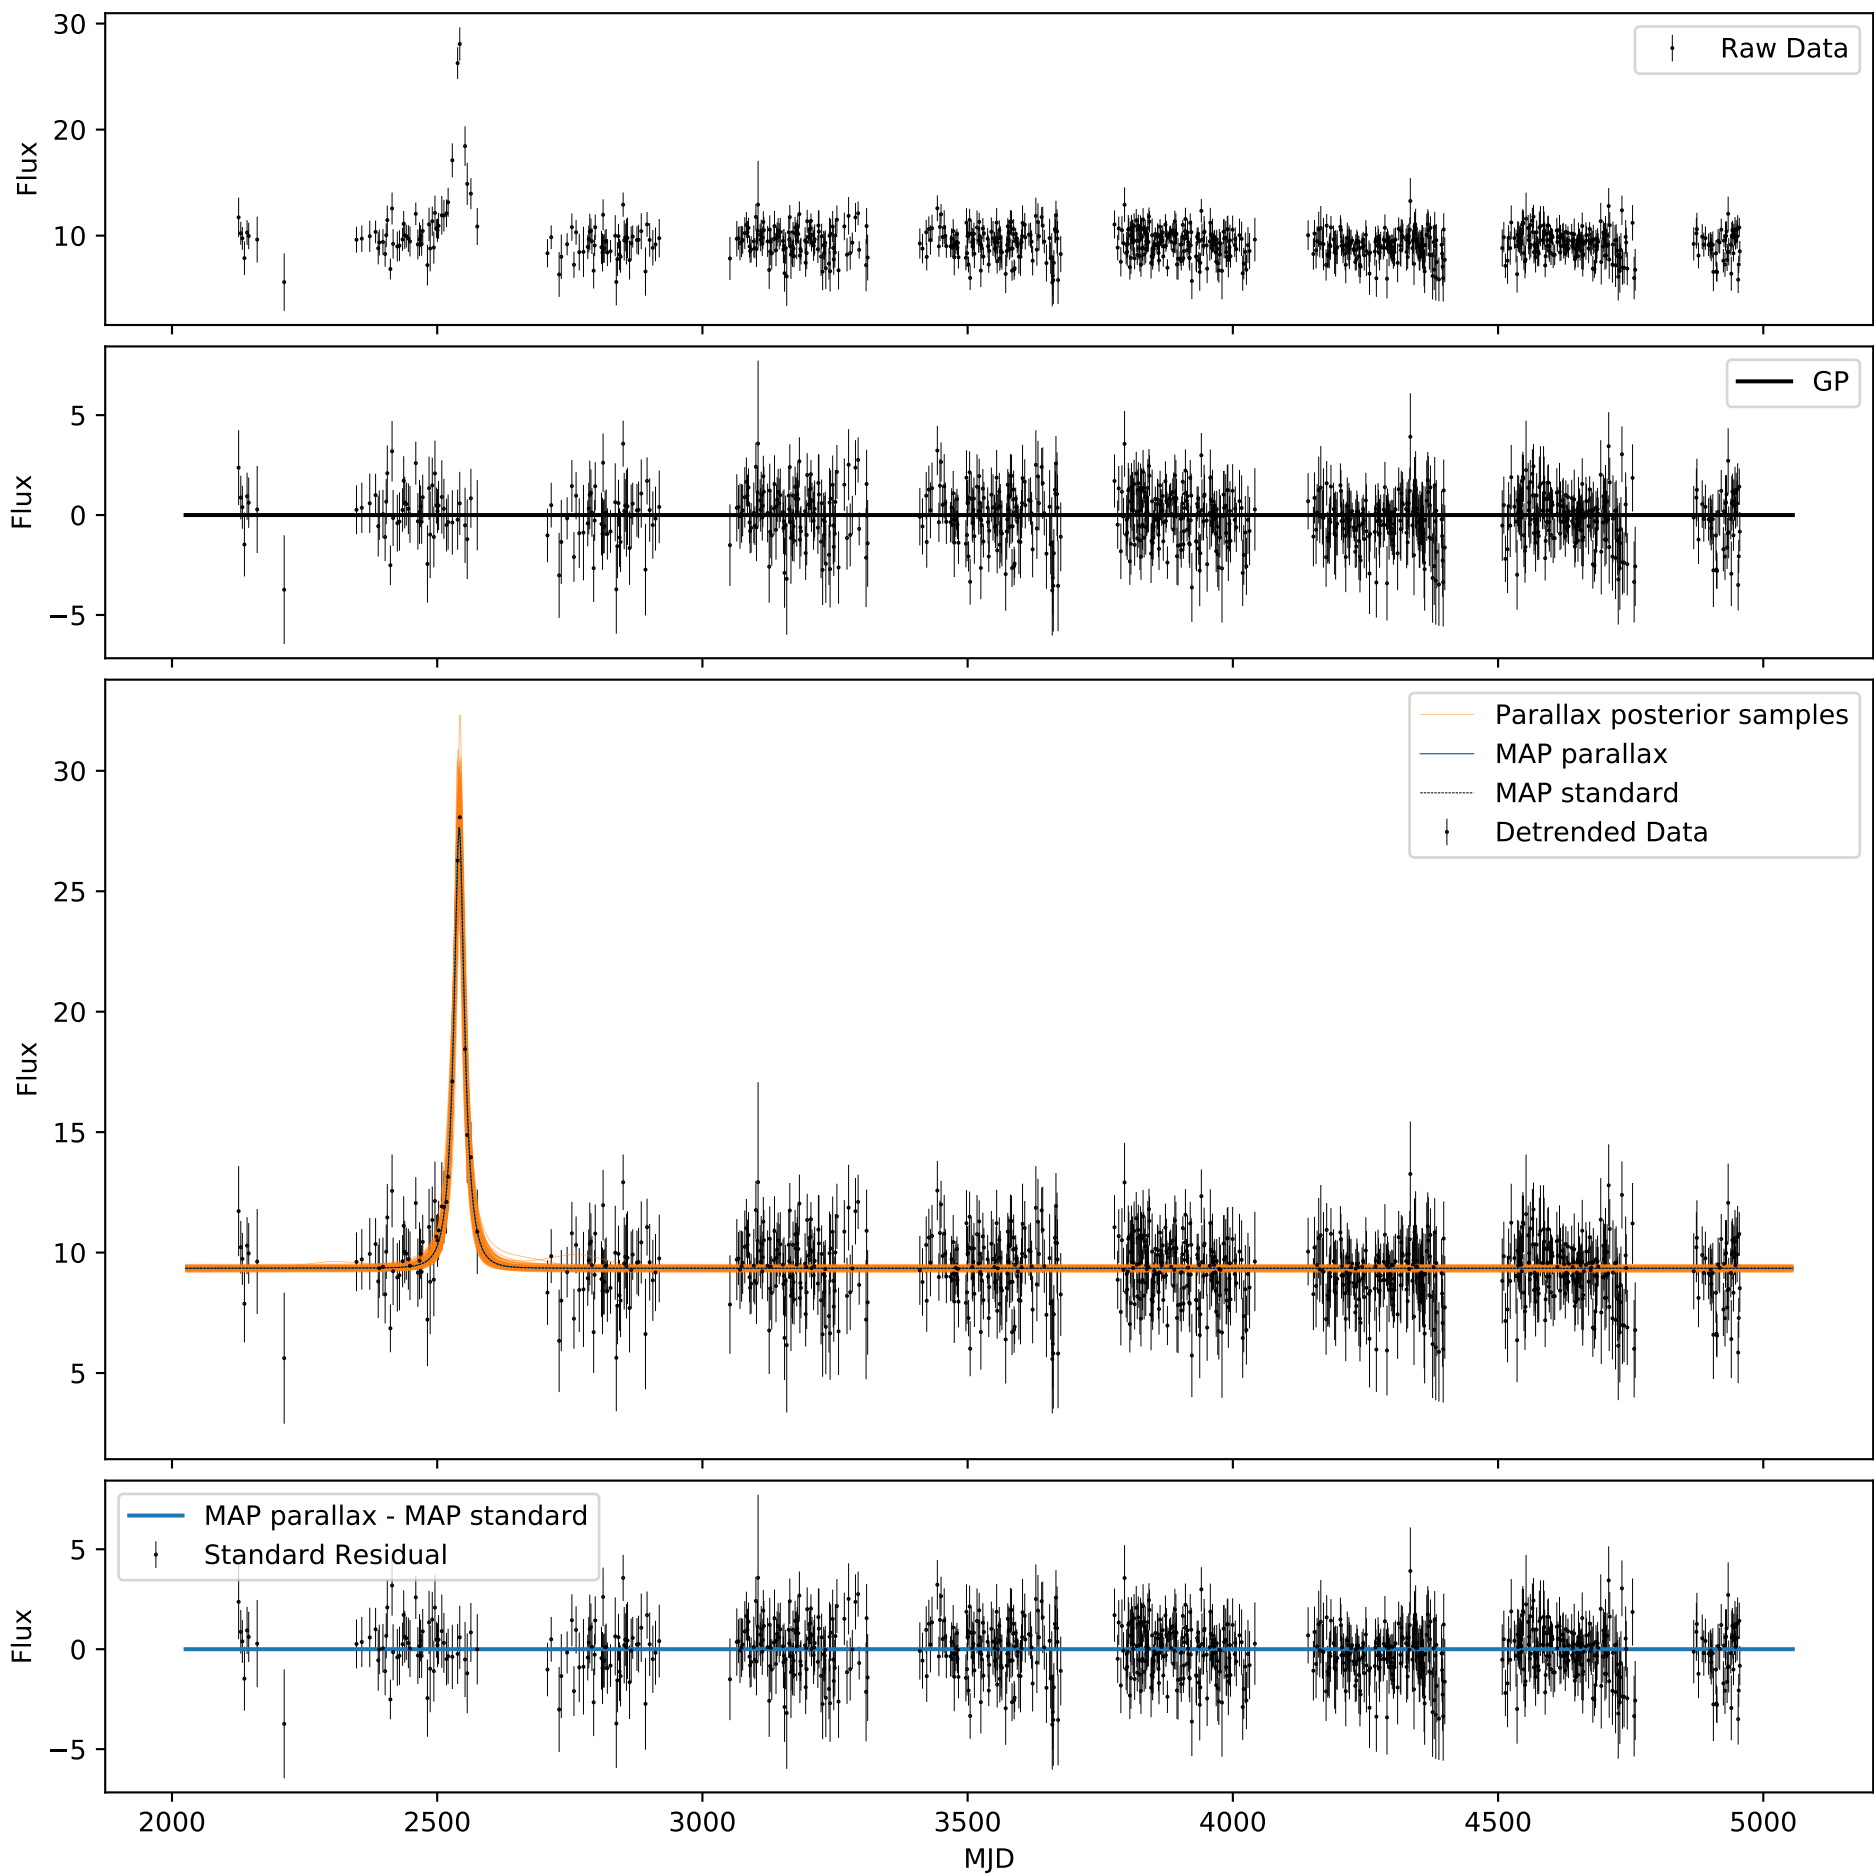 30
20
10
Flux
Raw Data
5
0
−5
Flux
GP
30
25
20
15
10
5
Flux
Parallax posterior samples
MAP parallax
MAP standard
Detrended Data
5
0
−5
Flux
MAP parallax - MAP standard
Standard Residual
2000 2500 3000 3500 4000 4500 5000
MJD